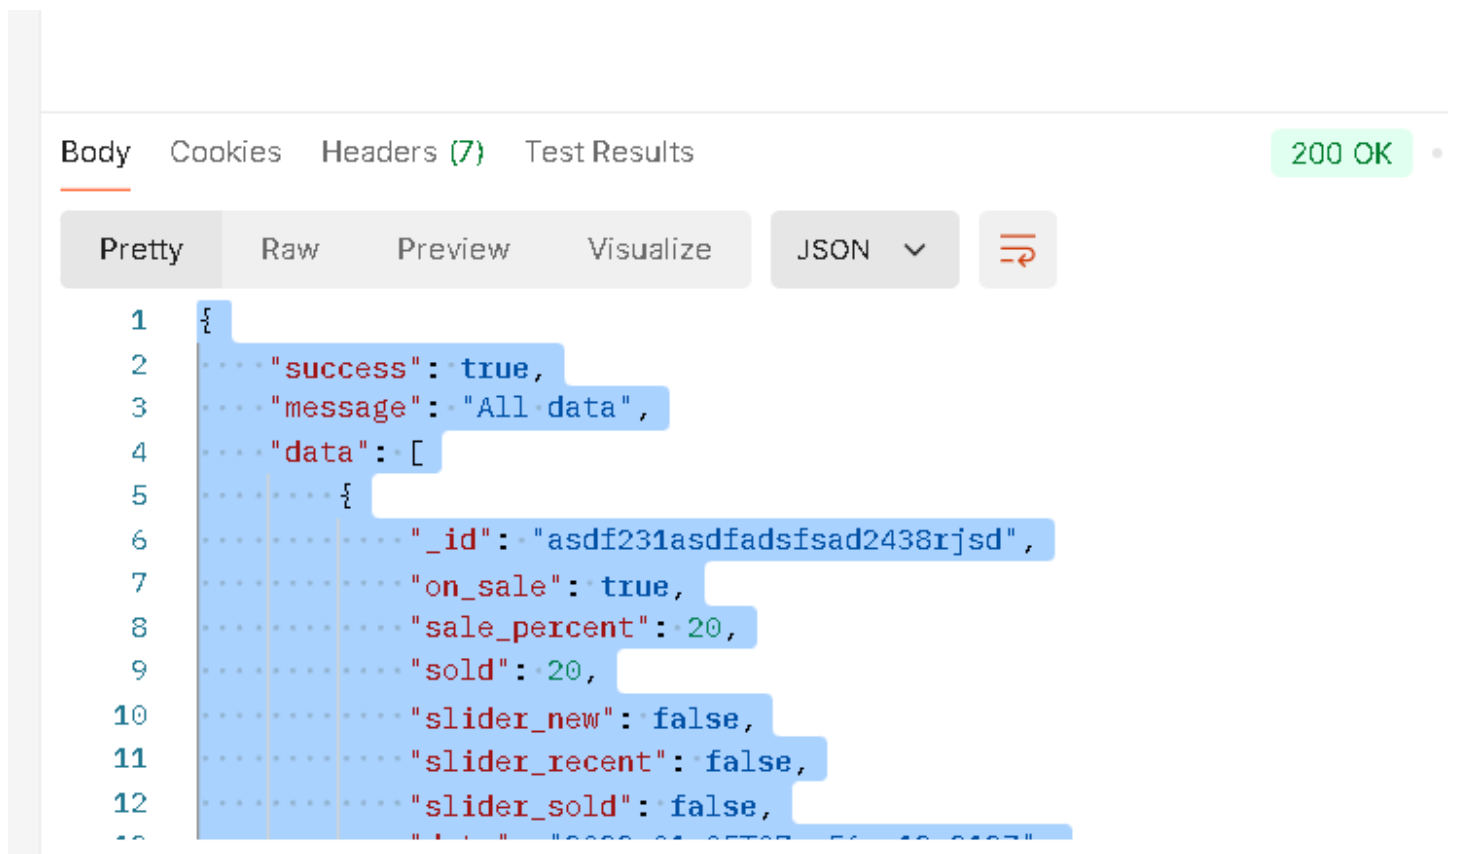 Body Cookies Headers (7) Test Results 200 OK
Pretty Raw Preview Visualize JSON
1 {
2 "success": true,
3 "message": "All data",
4 "data": [
5 {
6 "_id": "asdf231asdfadsfsad2438rjsd",
7 "on_sale": true,
8 "sale_percent": 20,
9 "sold": 20,
10 "slider_new": false,
11 "slider_recent": false,
12 "slider_sold": false,